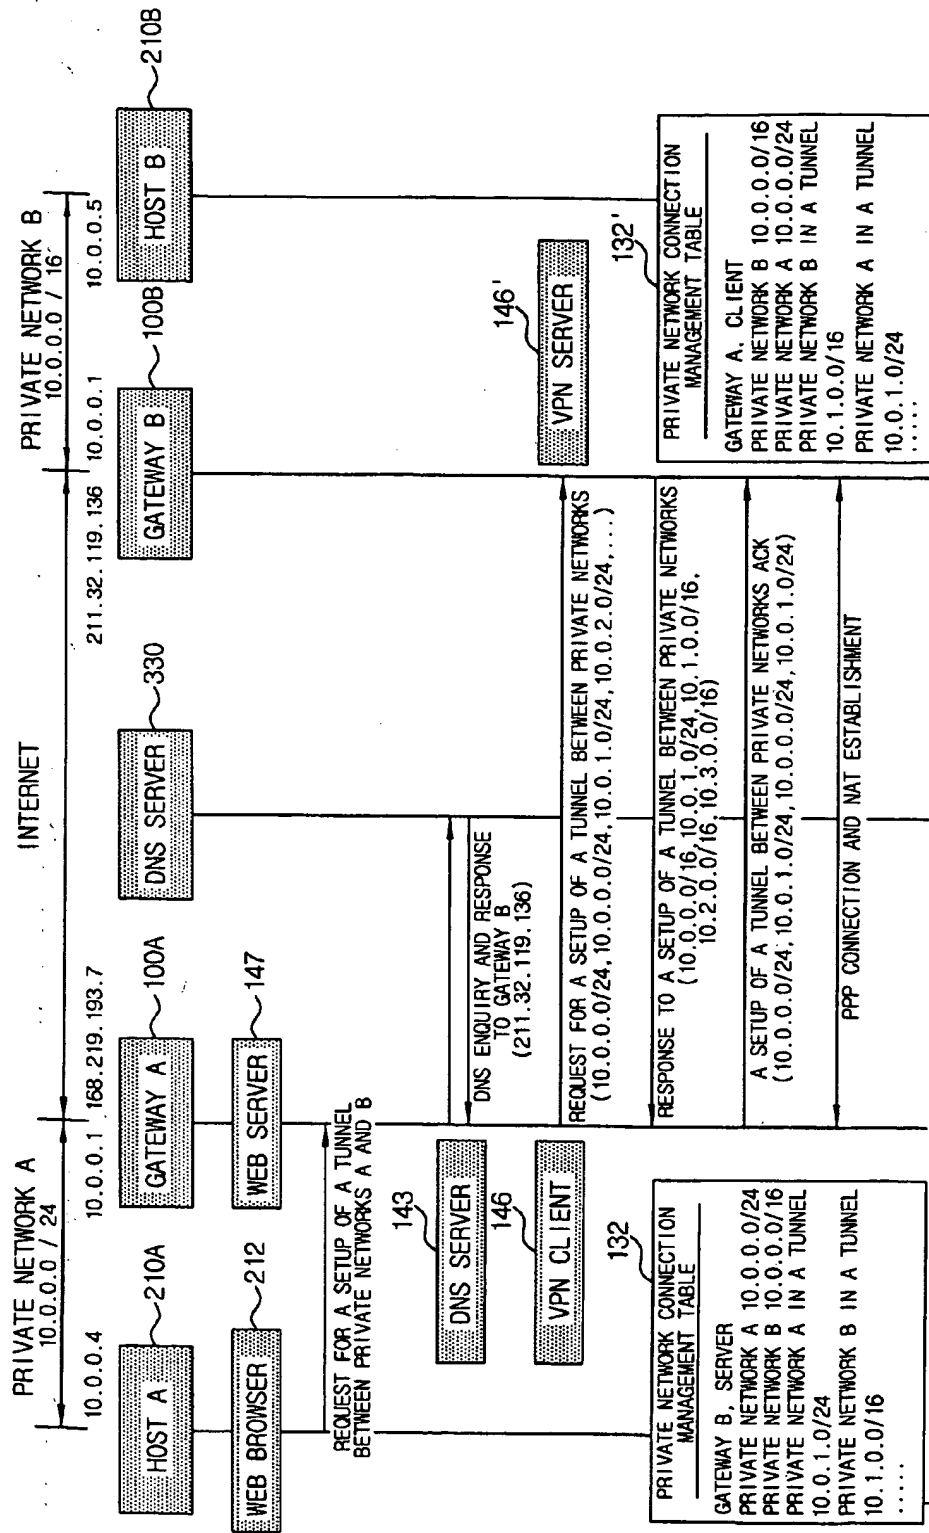 PRIVATE NETWORK A
10.0.0.0 / 24
INTERNET
PRIVATE NETWORK B
10.0.0.0 / 16
10.0.0.4
10.0.0.1
168.219.193.7
211.32.119.136
10.0.0.1
10.0.0.5
HOST A
210A
GATEWAY A
100A
DNS SERVER
330
GATEWAY B
100B
HOST B
210B
WEB BROWSER
212
WEB SERVER
147
REQUEST FOR A SETUP OF A TUNNEL
BETWEEN PRIVATE NETWORKS A AND B
DNS SERVER
143
DNS ENQUIRY AND RESPONSE
TO GATEWAY B
(211.32.119.136)
VPN CLIENT
146
VPN SERVER
146'
REQUEST FOR A SETUP OF A TUNNEL BETWEEN PRIVATE NETWORKS
(10.0.0.0/24,10.0.0.0/24,10.0.1.0/24,10.0.2.0/24,...)
RESPONSE TO A SETUP OF A TUNNEL BETWEEN PRIVATE NETWORKS
(10.0.0.0/16,10.0.1.0/24,10.1.0.0/16,
10.2.0.0/16,10.3.0.0/16)
A SETUP OF A TUNNEL BETWEEN PRIVATE NETWORKS ACK
(10.0.0.0/24,10.0.1.0/24,10.0.0.0/24,10.0.1.0/24)
PPP CONNECTION AND NAT ESTABLISHMENT
132
PRIVATE NETWORK CONNECTION
MANAGEMENT TABLE
GATEWAY B, SERVER
PRIVATE NETWORK A 10.0.0.0/24
PRIVATE NETWORK B 10.0.0.0/16
PRIVATE NETWORK A IN A TUNNEL
10.0.1.0/24
PRIVATE NETWORK B IN A TUNNEL
10.1.0.0/16
.....
132'
PRIVATE NETWORK CONNECTION
MANAGEMENT TABLE
GATEWAY A, CLIENT
PRIVATE NETWORK B 10.0.0.0/16
PRIVATE NETWORK A 10.0.0.0/24
PRIVATE NETWORK B IN A TUNNEL
10.1.0.0/16
PRIVATE NETWORK A IN A TUNNEL
10.0.1.0/24
.....